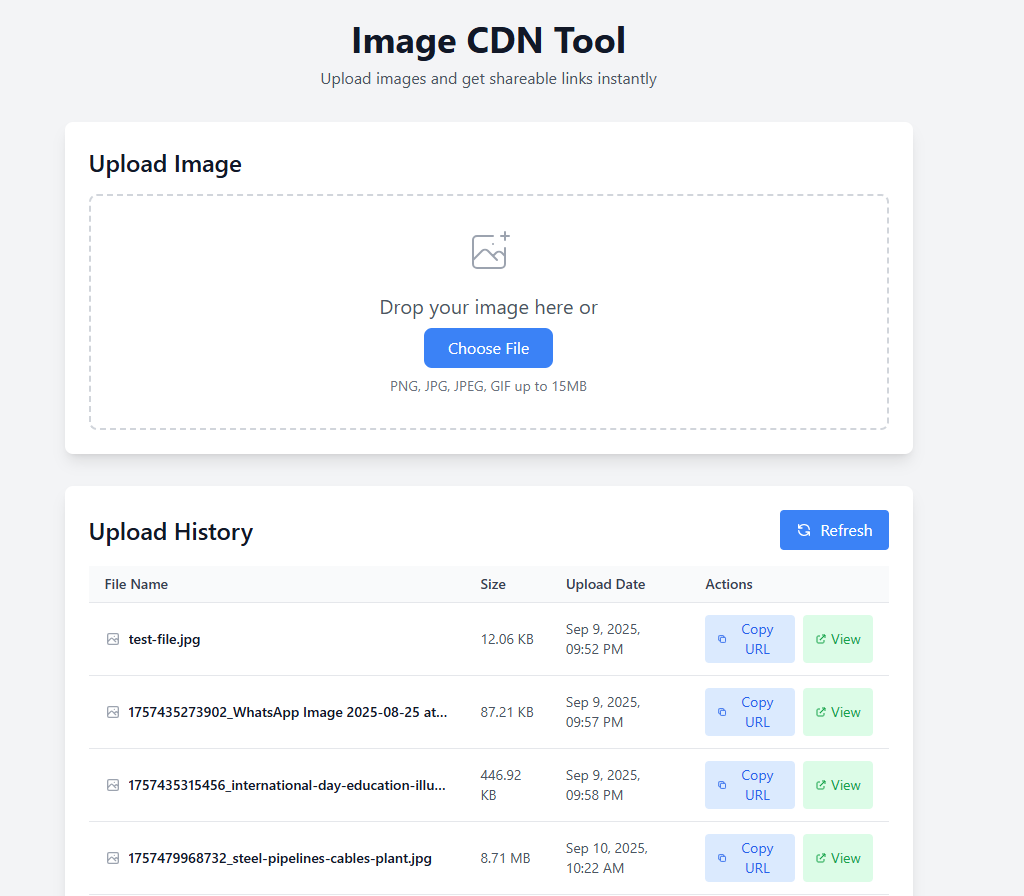 Image CDN Tool
Upload images and get shareable links instantly
Upload Image
Drop your image here or
Choose File
PNG, JPG, JPEG, GIF up to 15MB
Upload History
Refresh
File Name Size Upload Date Actions
test-file.jpg 12.06 KB Sep 9, 2025, 09:52 PM Copy URL View
1757435273902_WhatsApp Image 2025-08-25 at... 87.21 KB Sep 9, 2025, 09:57 PM Copy URL View
1757435315456_international-day-education-illu... 446.92 KB Sep 9, 2025, 09:58 PM Copy URL View
1757479968732_steel-pipelines-cables-plant.jpg 8.71 MB Sep 10, 2025, 10:22 AM Copy URL View